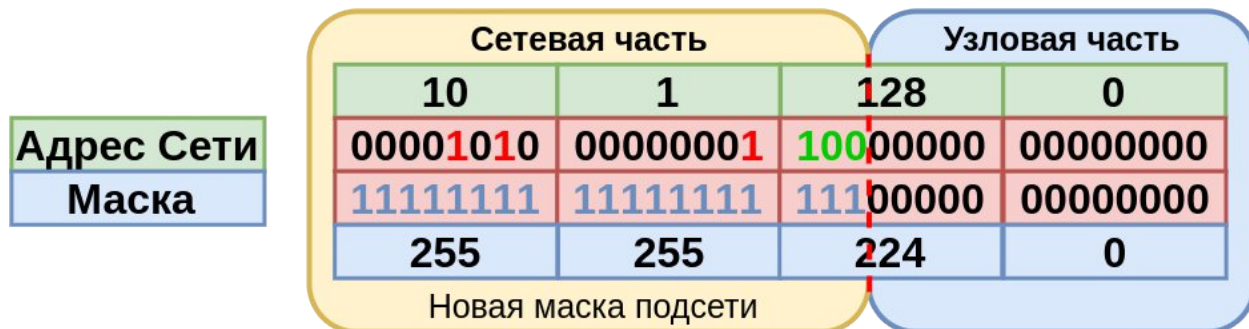 Сетевая часть Узловая часть
10 1 128 0
Адрес Сети 00001010 00000001 10000000 00000000
Маска 11111111 11111111 11100000 00000000
255 255 224 0
Новая маска подсети